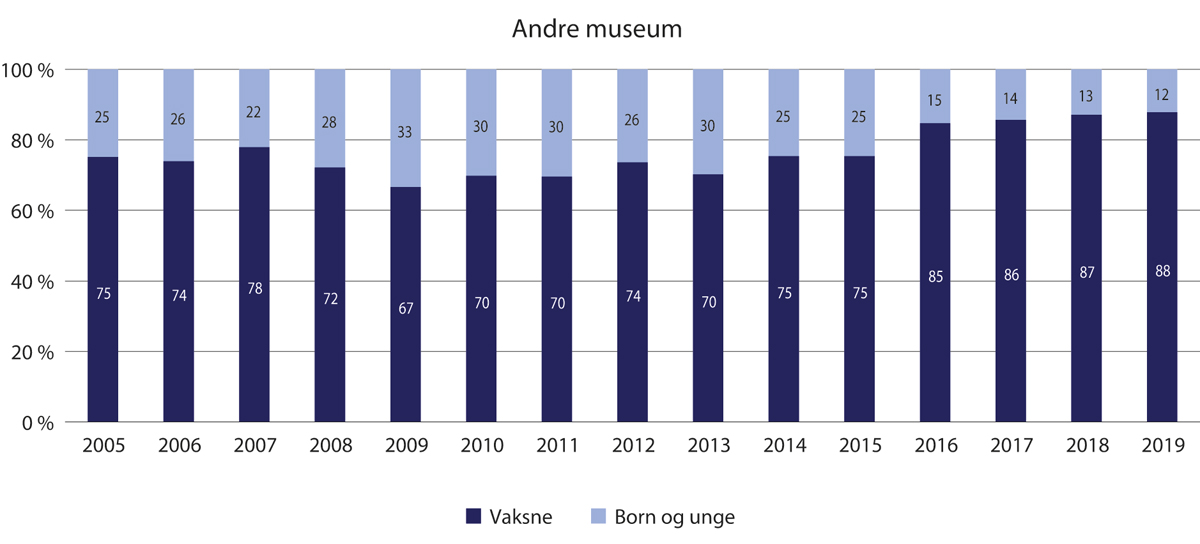 Andre museum
100 %
80 %
60 %
40 %
20 %
0 %
25 26 22 28 33 30 30 26 30 25 25 15 14 13 12
75 74 78 72 67 70 70 74 70 75 75 85 86 87 88
2005 2006 2007 2008 2009 2010 2011 2012 2013 2014 2015 2016 2017 2018 2019
Vaksne Born og unge